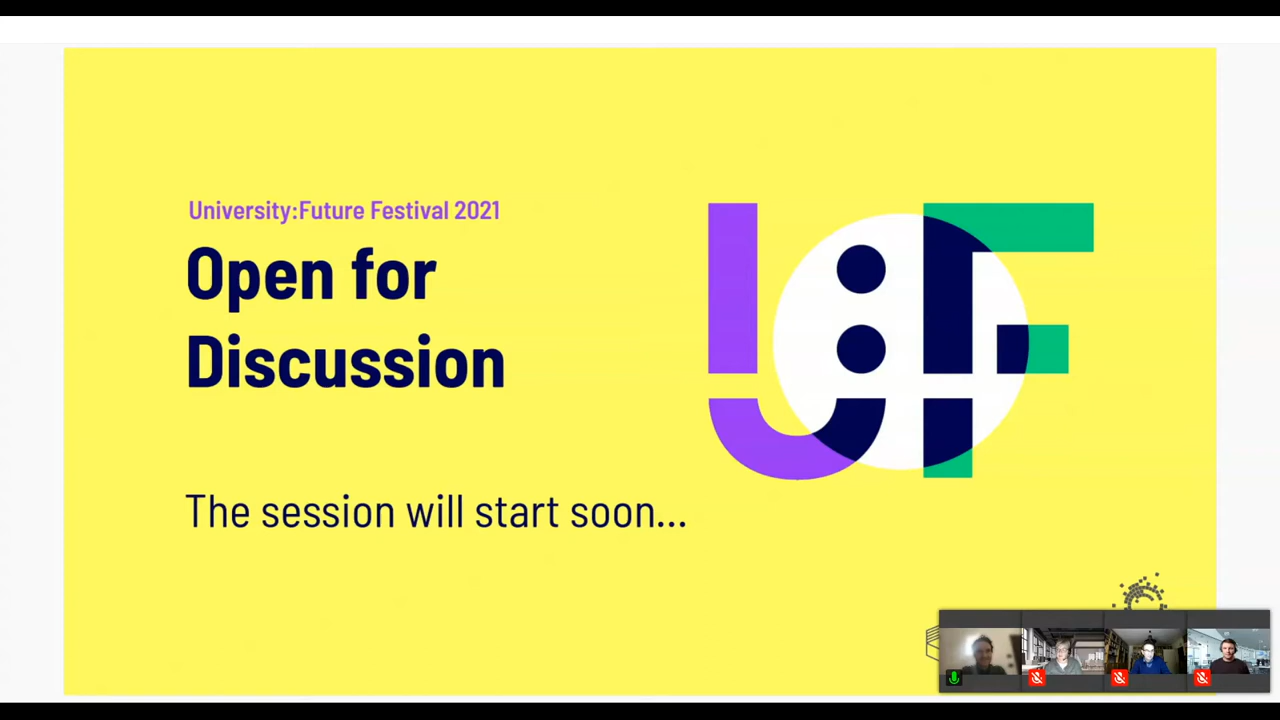 University:Future Festival 2021
Open for
Discussion
The session will start soon...
U:F